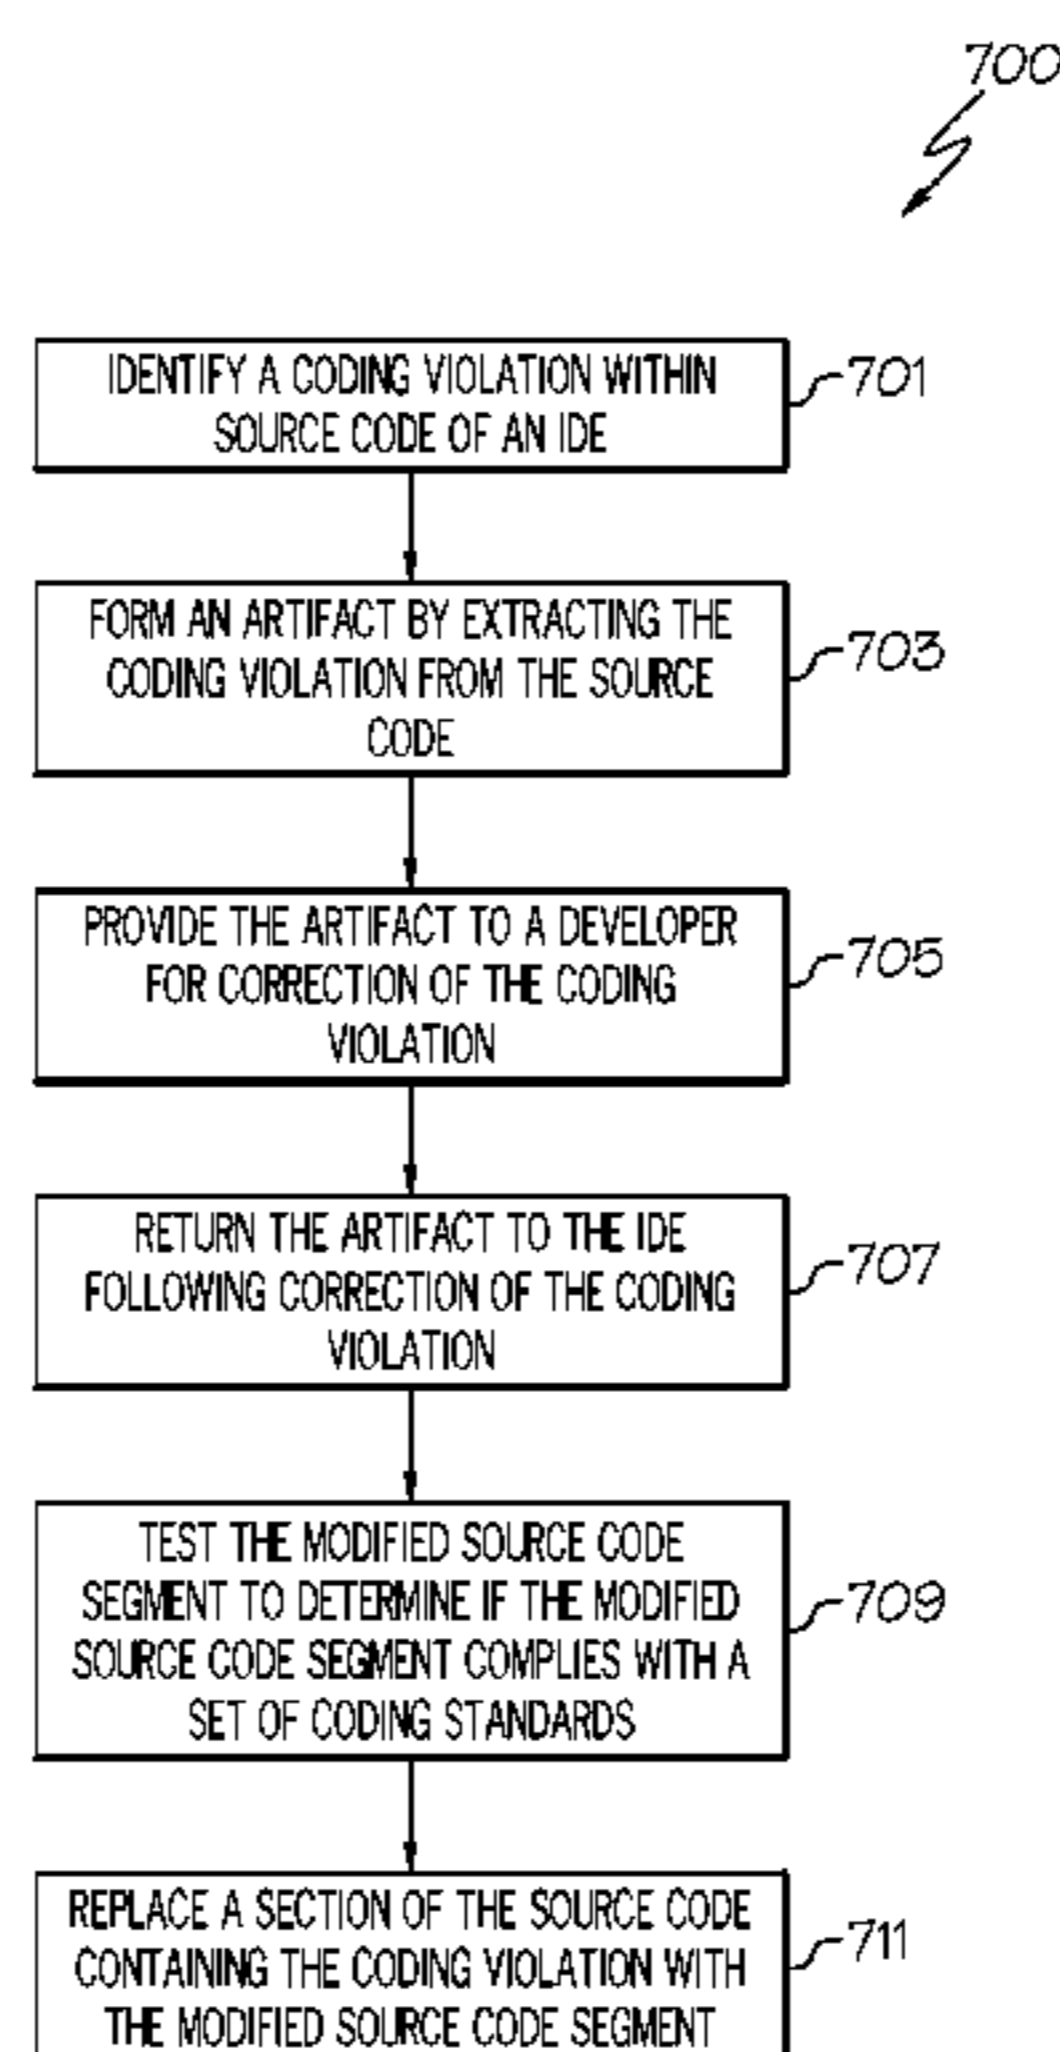 700
IDENTIFY A CODING VIOLATION WITHIN
SOURCE CODE OF AN IDE
701
FORM AN ARTIFACT BY EXTRACTING THE
CODING VIOLATION FROM THE SOURCE
CODE
703
PROVIDE THE ARTIFACT TO A DEVELOPER
FOR CORRECTION OF THE CODING
VIOLATION
705
RETURN THE ARTIFACT TO THE IDE
FOLLOWING CORRECTION OF THE CODING
VIOLATION
707
TEST THE MODIFIED SOURCE CODE
SEGMENT TO DETERMINE IF THE MODIFIED
SOURCE CODE SEGMENT COMPLIES WITH A
SET OF CODING STANDARDS
709
REPLACE A SECTION OF THE SOURCE CODE
CONTAINING THE CODING VIOLATION WITH
THE MODIFIED SOURCE CODE SEGMENT
711